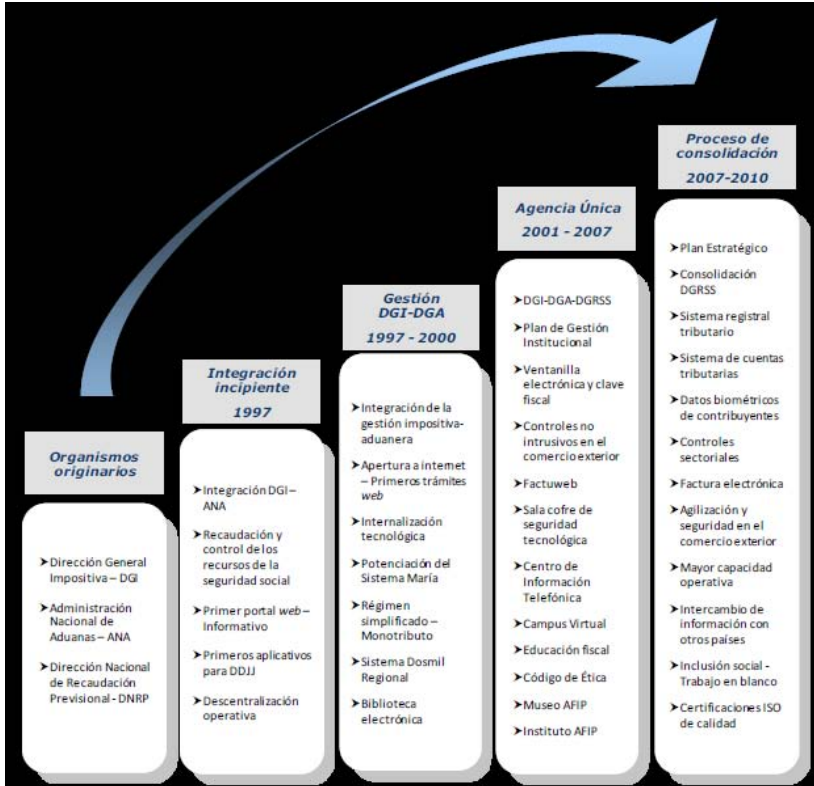 Organismos
originarios
➤Dirección General
Impositiva – DGI
➤Administración
Nacional de
Aduanas – ANA
➤Dirección Nacional
de Recaudación
Previsional - DNRP
Integración
incipiente
1997
➤Integración DGI –
ANA
➤Recaudación y
control de los
recursos de la
seguridad social
➤Primer portal web –
Informativo
➤Primeros aplicativos
para DDJJ
➤Descentralización
operativa
Gestión
DGI-DGA
1997 - 2000
➤Integración de la
gestión impositiva-
aduanera
➤Apertura a internet
– Primeros trámites
web
➤Internalización
tecnológica
➤Potenciación del
Sistema María
➤Régimen
simplificado –
Monotributo
➤Sistema Dosmil
Regional
➤Biblioteca
electrónica
Agencia Única
2001 - 2007
➤DGI-DGA-DGRSS
➤Plan de Gestión
Institucional
➤Ventanilla
electrónica y clave
fiscal
➤Controles no
intrusivos en el
comercio exterior
➤Factuweb
➤Sala cofre de
seguridad
tecnológica
➤Centro de
Información
Telefónica
➤Campus Virtual
➤Educación fiscal
➤Código de Ética
➤Museo AFIP
➤Instituto AFIP
Proceso de
consolidación
2007-2010
➤Plan Estratégico
➤Consolidación
DGRSS
➤Sistema registral
tributario
➤Sistema de cuentas
tributarias
➤Datos biométricos
de contribuyentes
➤Controles
sectoriales
➤Factura electrónica
➤Agilización y
seguridad en el
comercio exterior
➤Mayor capacidad
operativa
➤Intercambio de
información con
otros países
➤Inclusión social -
Trabajo en blanco
➤Certificaciones ISO
de calidad